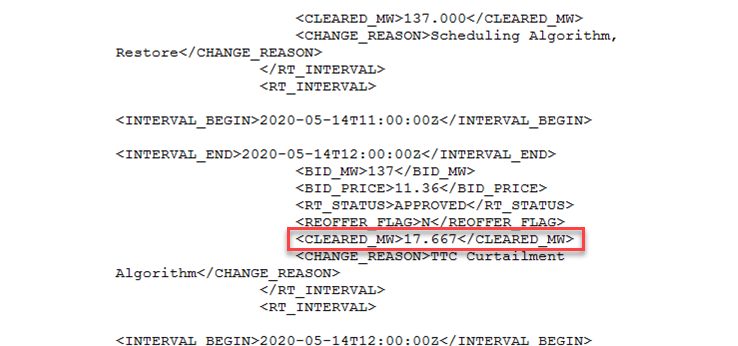 <CLEARED_MW>137.000</CLEARED_MW>
<CHANGE_REASON>Scheduling Algorithm,
Restore</CHANGE_REASON>
</RT_INTERVAL>
<RT_INTERVAL>
<INTERVAL_BEGIN>2020-05-14T11:00:00Z</INTERVAL_BEGIN>
<INTERVAL_END>2020-05-14T12:00:00Z</INTERVAL_END>
<BID_MW>137</BID_MW>
<BID_PRICE>11.36</BID_PRICE>
<RT_STATUS>APPROVED</RT_STATUS>
<REOFFER_FLAG>N</REOFFER_FLAG>
<CLEARED_MW>17.667</CLEARED_MW>
<CHANGE_REASON>TTC Curtailment
Algorithm</CHANGE_REASON>
</RT_INTERVAL>
<RT_INTERVAL>
<INTERVAL_BEGIN>2020-05-14T12:00:00Z</INTERVAL_BEGIN>